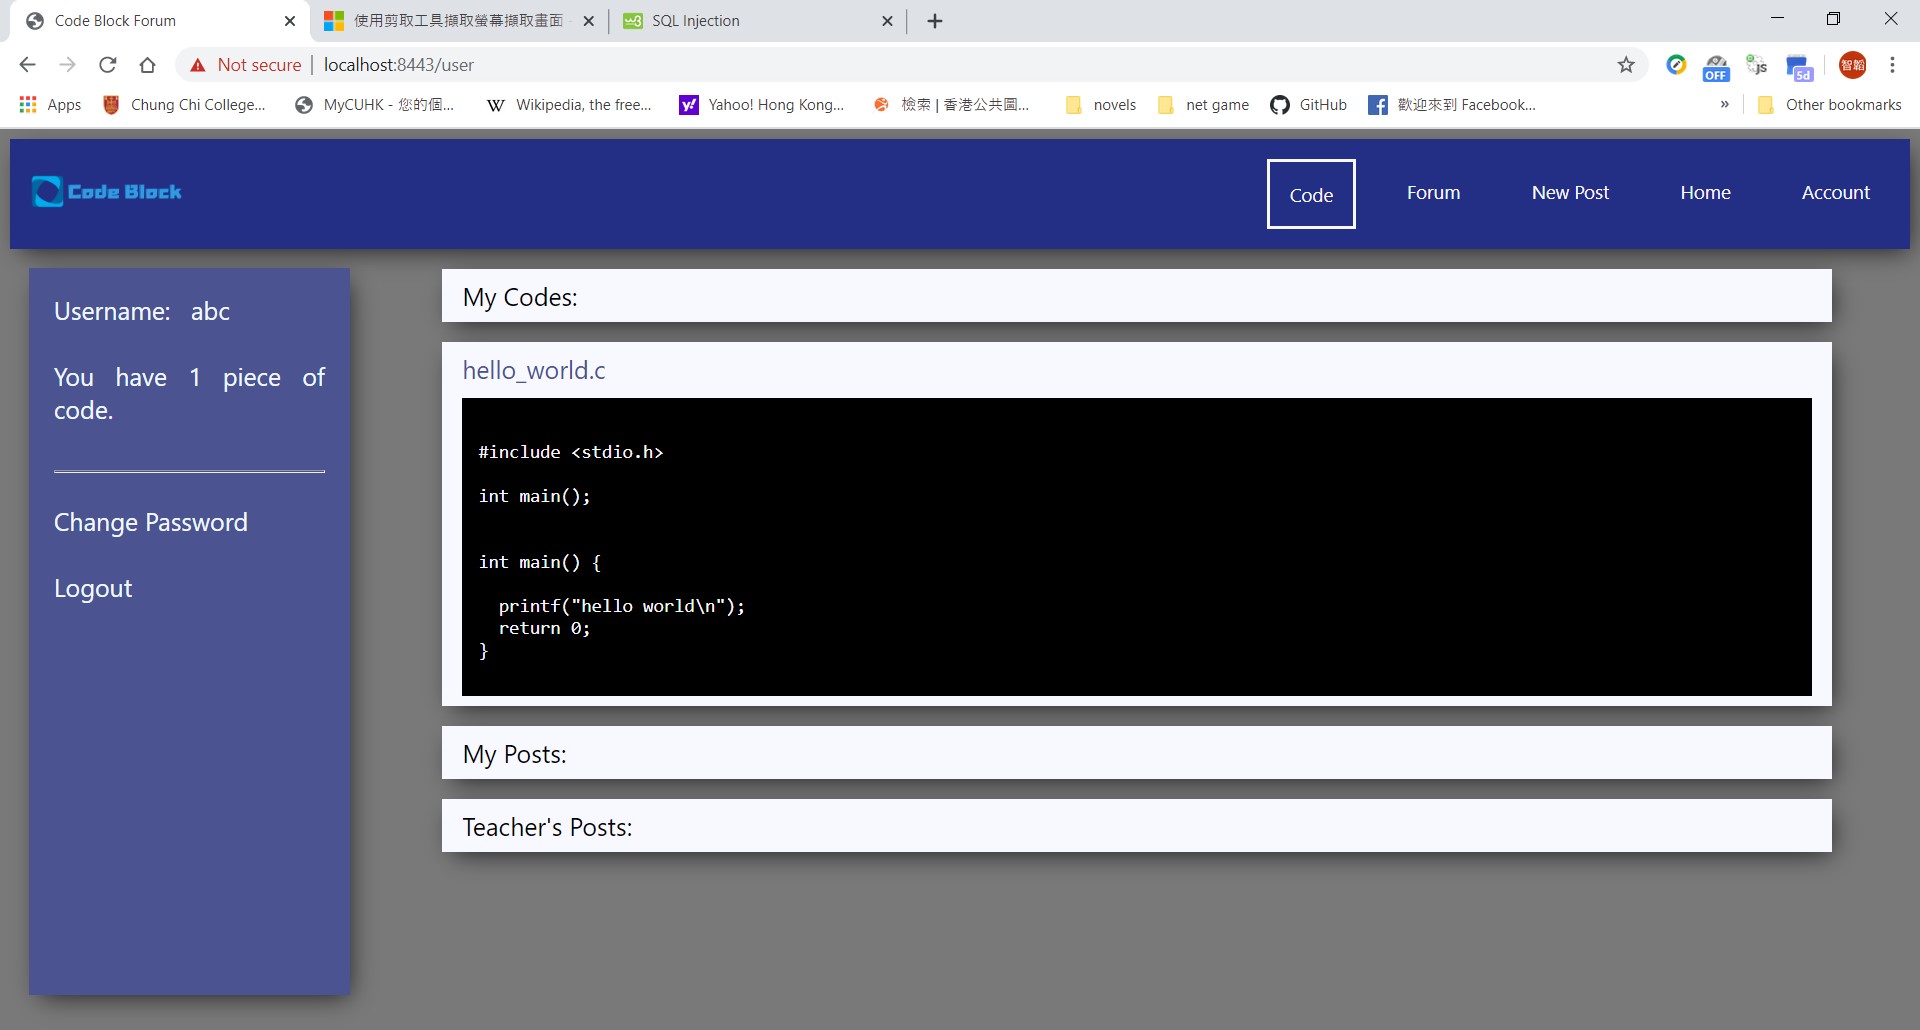 Code Block Forum
使用剪取工具擷取螢幕擷取畫面
SQL Injection
Not secure | localhost:8443/user
OFF
js
5d
智韜
Apps
Chung Chi College...
MyCUHK - 您的個...
Wikipedia, the free...
Yahoo! Hong Kong...
檢索 | 香港公共圖...
novels
net game
GitHub
歡迎來到 Facebook...
»
Other bookmarks
Code Block
Code
Forum
New Post
Home
Account
Username: abc
You have 1 piece of
code.
Change Password
Logout
My Codes:
hello_world.c
#include <stdio.h>
int main();
int main() {
  printf("hello world\n");
  return 0;
}
My Posts:
Teacher's Posts: